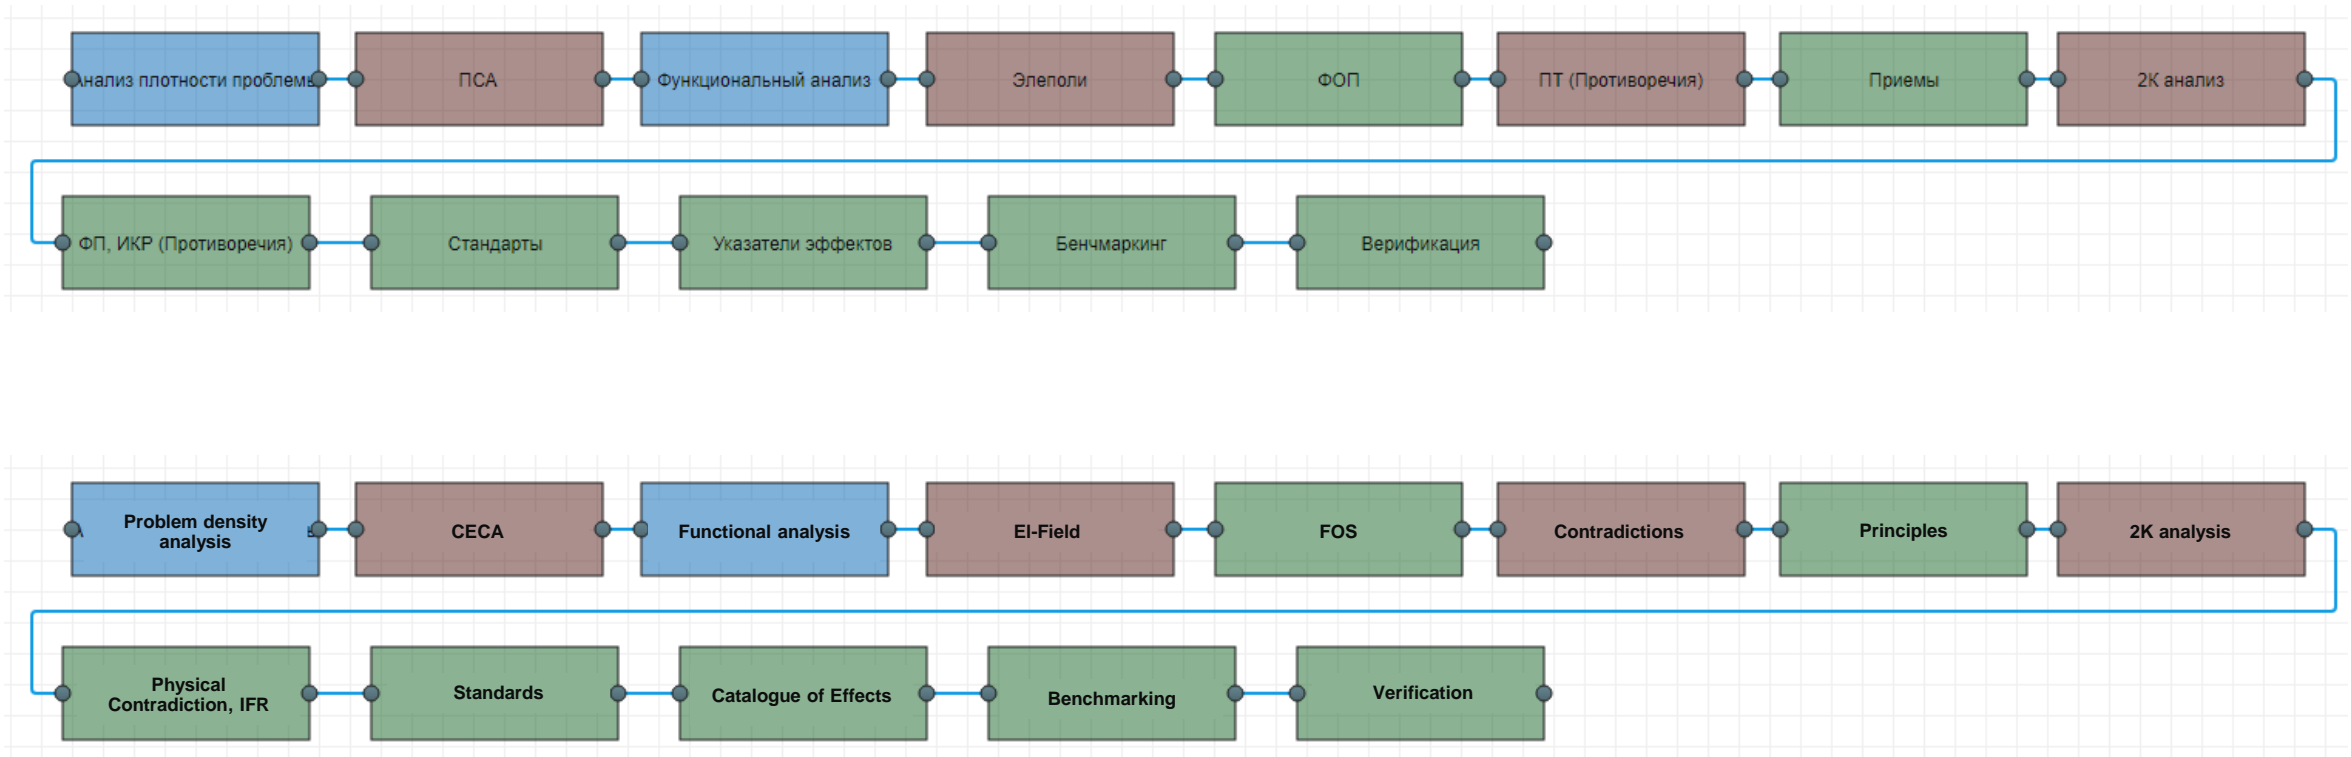 Анализ плотности проблемы
ПСА
Функциональный анализ
Элеполи
ФОП
ПТ (Противоречия)
Приемы
2К анализ
ФП, ИКР (Противоречия)
Стандарты
Указатели эффектов
Бенчмаркинг
Верификация
Problem density
analysis
CECA
Functional analysis
El-Field
FOS
Contradictions
Principles
2K analysis
Physical
Contradiction, IFR
Standards
Catalogue of Effects
Benchmarking
Verification